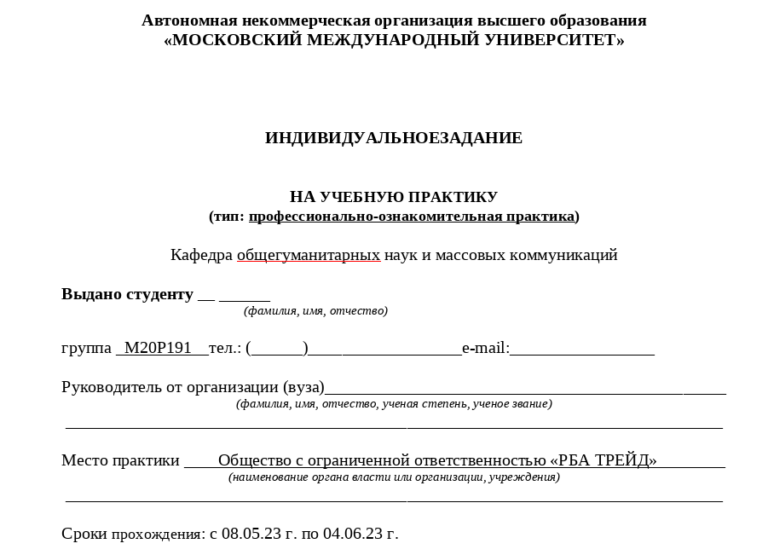 Автономная некоммерческая организация высшего образования
«МОСКОВСКИЙ МЕЖДУНАРОДНЫЙ УНИВЕРСИТЕТ»
ИНДИВИДУАЛЬНОЕЗАДАНИЕ
НА УЧЕБНУЮ ПРАКТИКУ
(тип: профессионально-ознакомительная практика)
Кафедра общегуманитарных наук и массовых коммуникаций
Выдано студенту __ ______
(фамилия, имя, отчество)
группа _М20Р191__тел.: (______)__________________e-mail:_________________
Руководитель от организации (вуза)_______________________________________________
(фамилия, имя, отчество, ученая степень, ученое звание)
Место практики ____Общество с ограниченной ответственностью «РБА ТРЕЙД»________
(наименование органа власти или организации, учреждения)
Сроки прохождения: с 08.05.23 г. по 04.06.23 г.